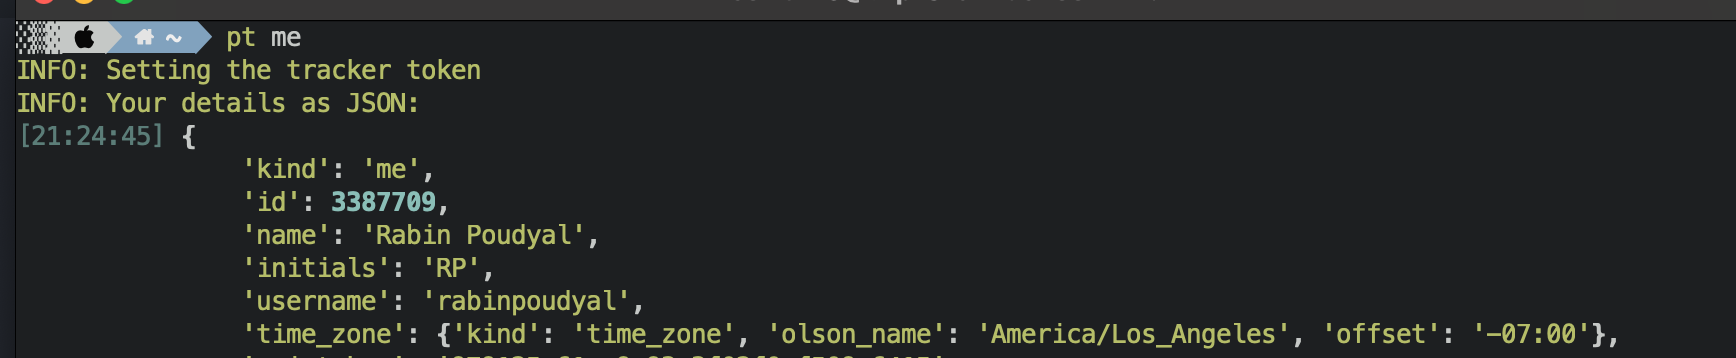 ~ pt me
INFO: Setting the tracker token
INFO: Your details as JSON:
[21:24:45] {
'kind': 'me',
'id': 3387709,
'name': 'Rabin Poudyal',
'initials': 'RP',
'username': 'rabinpoudyal',
'time_zone': {'kind': 'time_zone', 'olson_name': 'America/Los_Angeles', 'offset': '-07:00'},